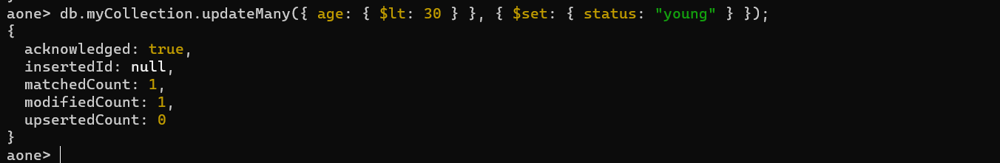 aone> db.myCollection.updateMany({ age: { $lt: 30 } }, { $set: { status: "young" } });
{
  acknowledged: true,
  insertedId: null,
  matchedCount: 1,
  modifiedCount: 1,
  upsertedCount: 0
}
aone>